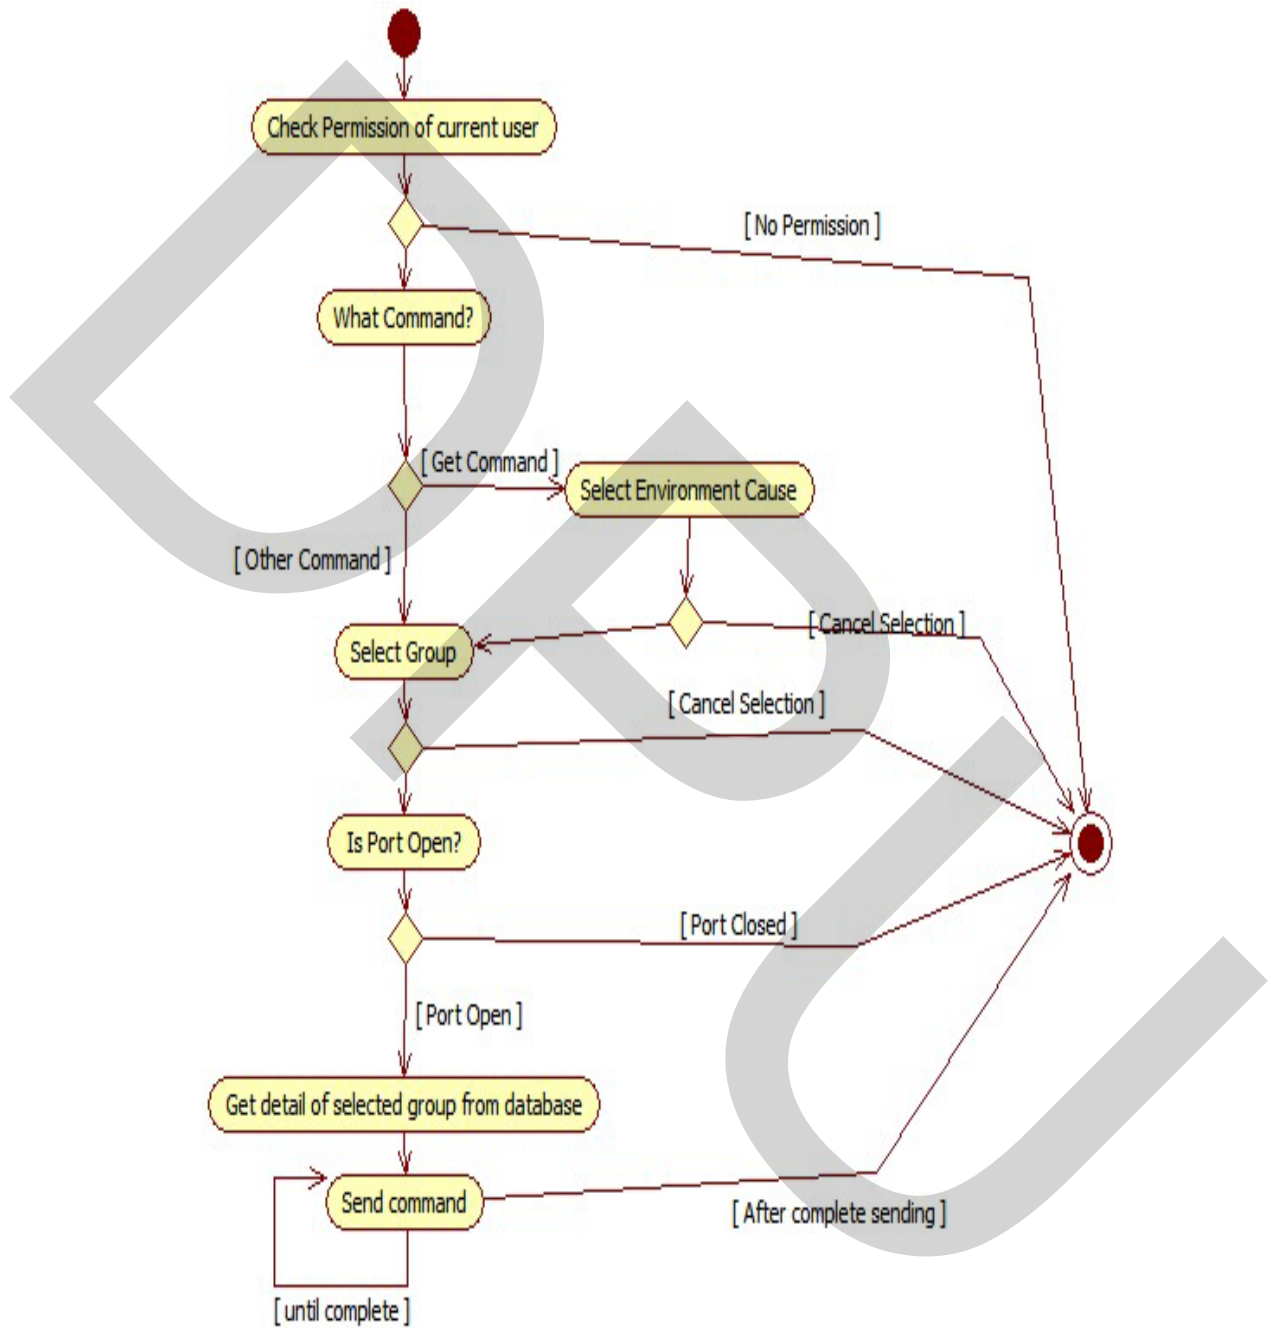 Check Permission of current user
[ No Permission ]
What Command?
[ Get Command ]
Select Environment Cause
[ Other Command ]
[ Cancel Selection ]
Select Group
[ Cancel Selection ]
Is Port Open?
[ Port Closed ]
[ Port Open ]
Get detail of selected group from database
Send command
[ After complete sending ]
[ until complete ]
DPU